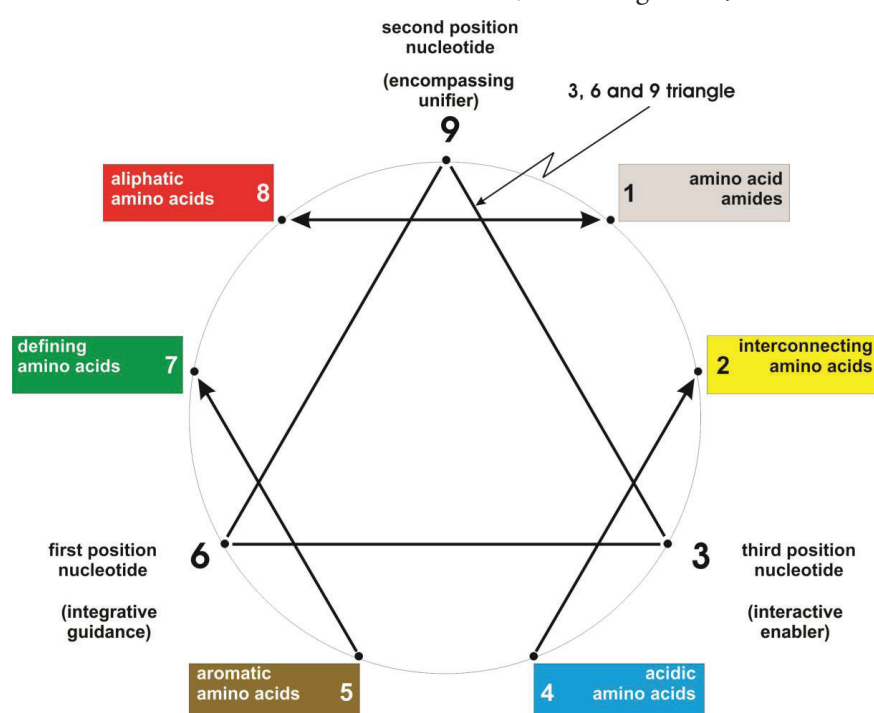 second position
nucleotide
(encompassing
unifier)
9
3, 6 and 9 triangle
aliphatic
amino acids 8
1 amino acid
amides
defining
amino acids 7
2 interconnecting
amino acids
first position
nucleotide
6
(integrative
guidance)
3
third position
nucleotide
(interactive
enabler)
aromatic
amino acids 5
4 acidic
amino acids